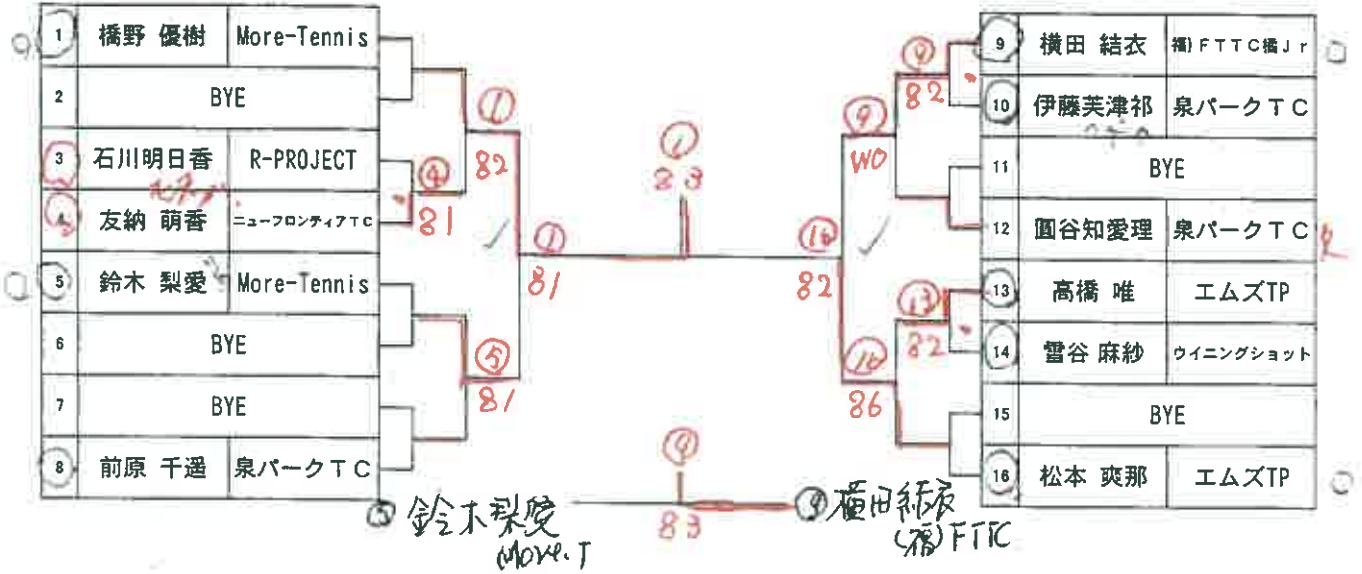 1 橋野 優樹 More-Tennis
2 BYE
3 石川明日香 R-PROJECT
4 友納 萌香 ニューフロンティアTC
5 鈴木 梨愛 More-Tennis
6 BYE
7 BYE
8 前原 千遥 泉パークTC
① 82
④ 81
① 81
⑤ 81
① 83
9 横田 結衣 福)FTTC橘Jr
10 伊藤芙津祁 泉パークTC
11 BYE
12 圓谷知愛理 泉パークTC
13 高橋 唯 エムズTP
14 雪谷 麻紗 ウイニングショット
15 BYE
16 松本 爽那 エムズTP
⑨ 82
⑨ WO
⑯ 82
⑬ 82
⑯ 86
⑤ 鈴木梨愛
More.T
⑨ 83
⑨ 横田結衣
(福)FTTC